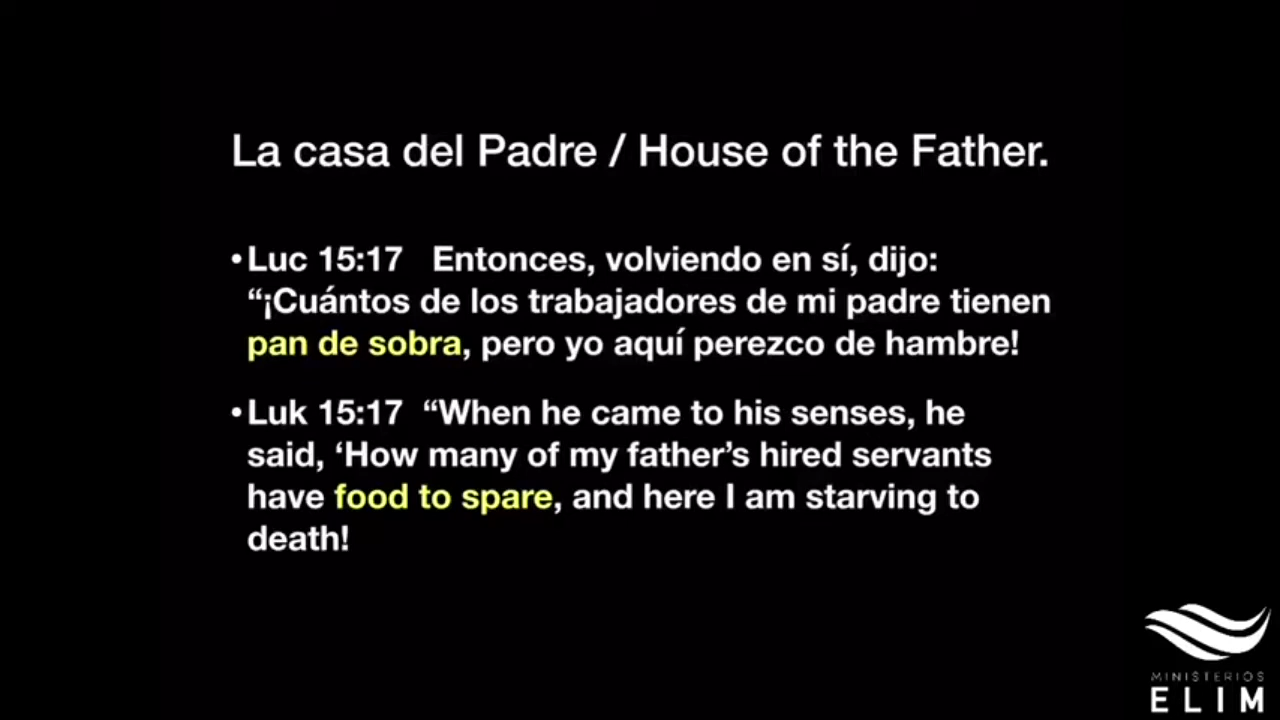 La casa del Padre / House of the Father.
•Luc 15:17 Entonces, volviendo en sí, dijo:
“¡Cuántos de los trabajadores de mi padre tienen
pan de sobra, pero yo aquí perezco de hambre!
•Luk 15:17 “When he came to his senses, he
said, ‘How many of my father’s hired servants
have food to spare, and here I am starving to
death!
MINISTERIOS
ELIM